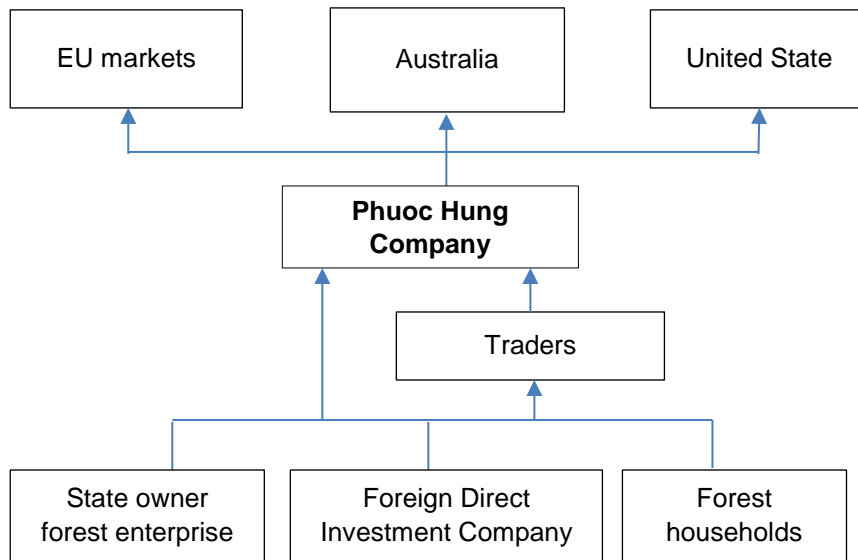 EU markets
Australia
United State
Phuoc Hung
Company
Traders
State owner
forest enterprise
Foreign Direct
Investment Company
Forest
households